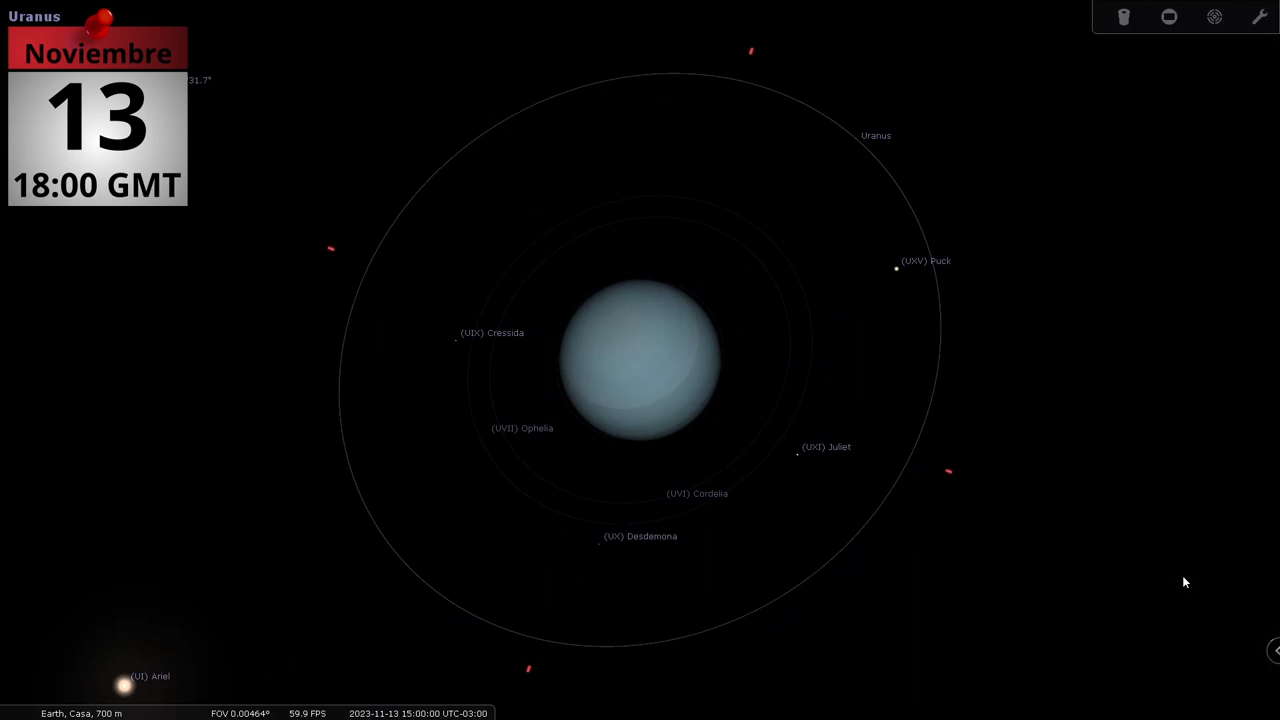 Uranus
Noviembre
13
18:00 GMT
'31.7"
Uranus
(UXV) Puck
(UIX) Cressida
(UVII) Ophelia
(UXI) Juliet
(UVI) Cordelia
(UX) Desdemona
(UI) Ariel
Earth, Casa, 700 m FOV 0.00464° 59.9 FPS 2023-11-13 15:00:00 UTC-03:00